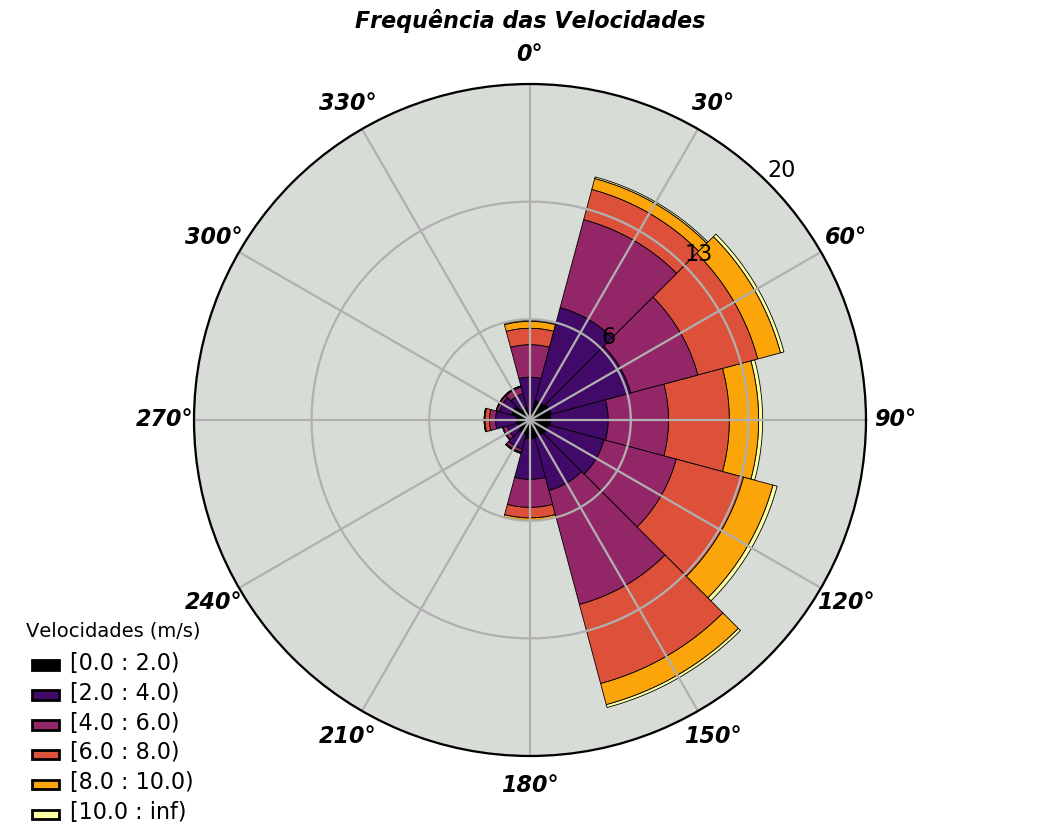 Frequência das Velocidades
0°
330°
30°
20
300°
60°
13
6
270°
90°
240°
120°
Velocidades (m/s)
[0.0 : 2.0)
[2.0 : 4.0)
[4.0 : 6.0)
210°
150°
[6.0 : 8.0)
180°
[8.0 : 10.0)
[10.0 : inf)